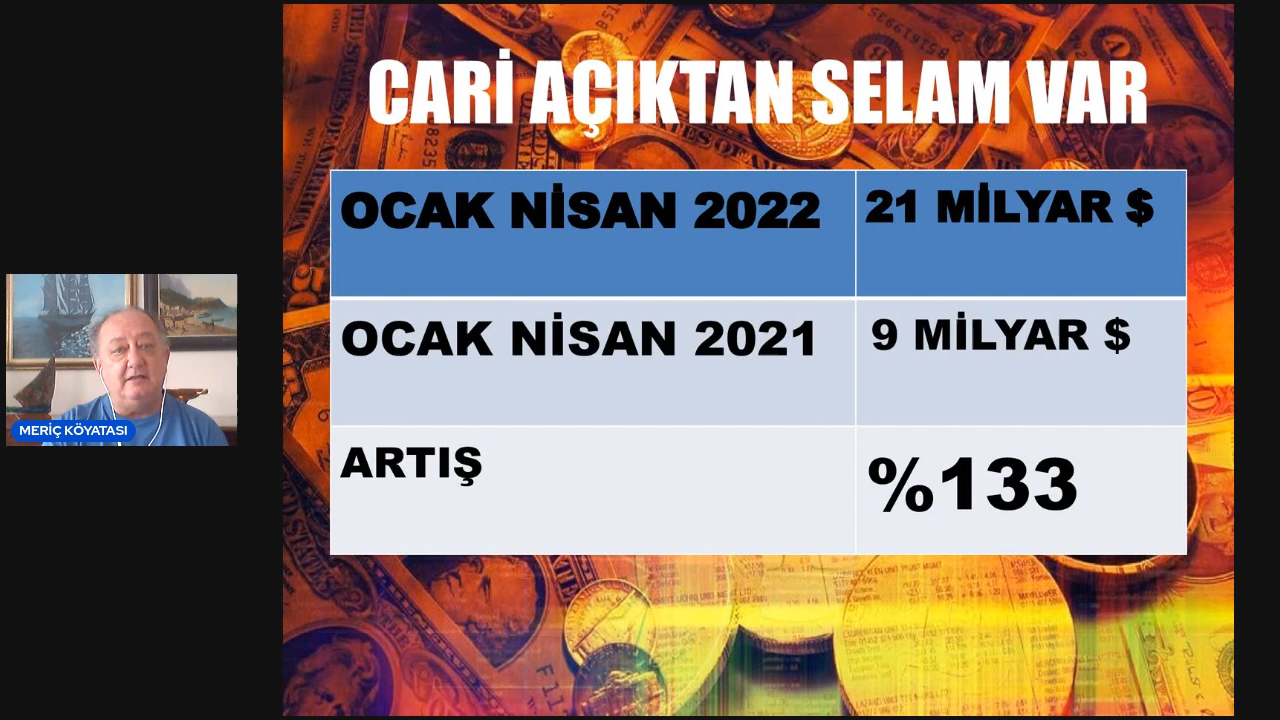 CARİ AÇIKTAN SELAM VAR
OCAK NİSAN 2022 21 MİLYAR $
OCAK NİSAN 2021 9 MİLYAR $
ARTIŞ %133
MERİÇ KÖYATASI